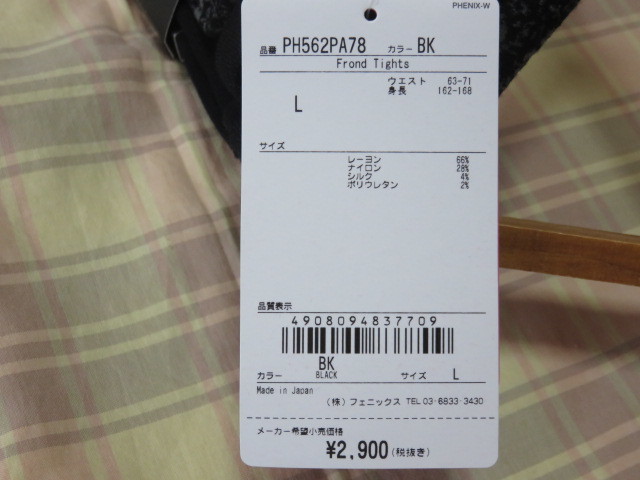 PHENIX-W
品番 PH562PA78 カラー BK
Frond Tights
ウエスト 63-71
L 身長 162-168
サイズ
レーヨン 66%
ナイロン 28%
シルク 4%
ポリウレタン 2%
品質表示
4908094837709
BK
カラー BLACK サイズ L
Made in Japan
(株) フェニックス TEL 03-6833-3430
メーカー希望小売価格
¥2,900(税抜き)